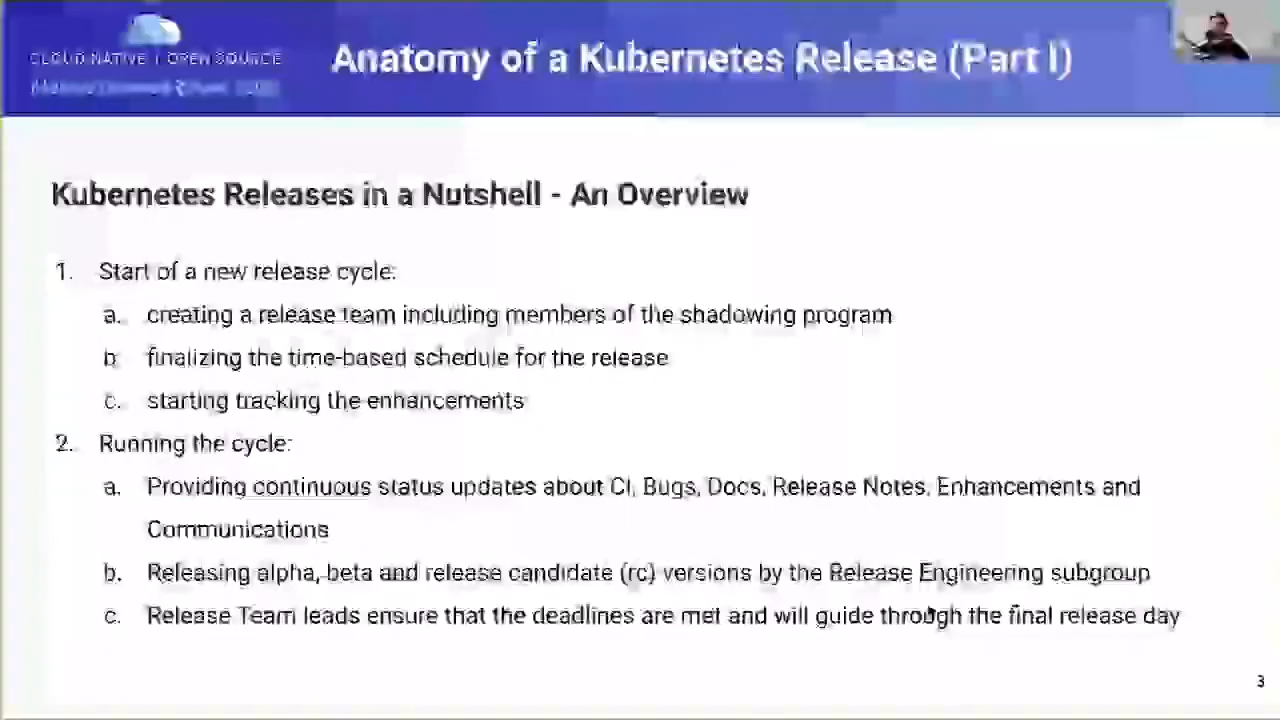 CLOUD NATIVE | OPEN SOURCE
Anatomy of a Kubernetes Release (Part I)
Kubernetes Releases in a Nutshell - An Overview
1. Start of a new release cycle:
a. creating a release team including members of the shadowing program
b. finalizing the time-based schedule for the release
c. starting tracking the enhancements
2. Running the cycle:
a. Providing continuous status updates about CI, Bugs, Docs, Release Notes, Enhancements and
Communications
b. Releasing alpha, beta and release candidate (rc) versions by the Release Engineering subgroup
c. Release Team leads ensure that the deadlines are met and will guide through the final release day
3